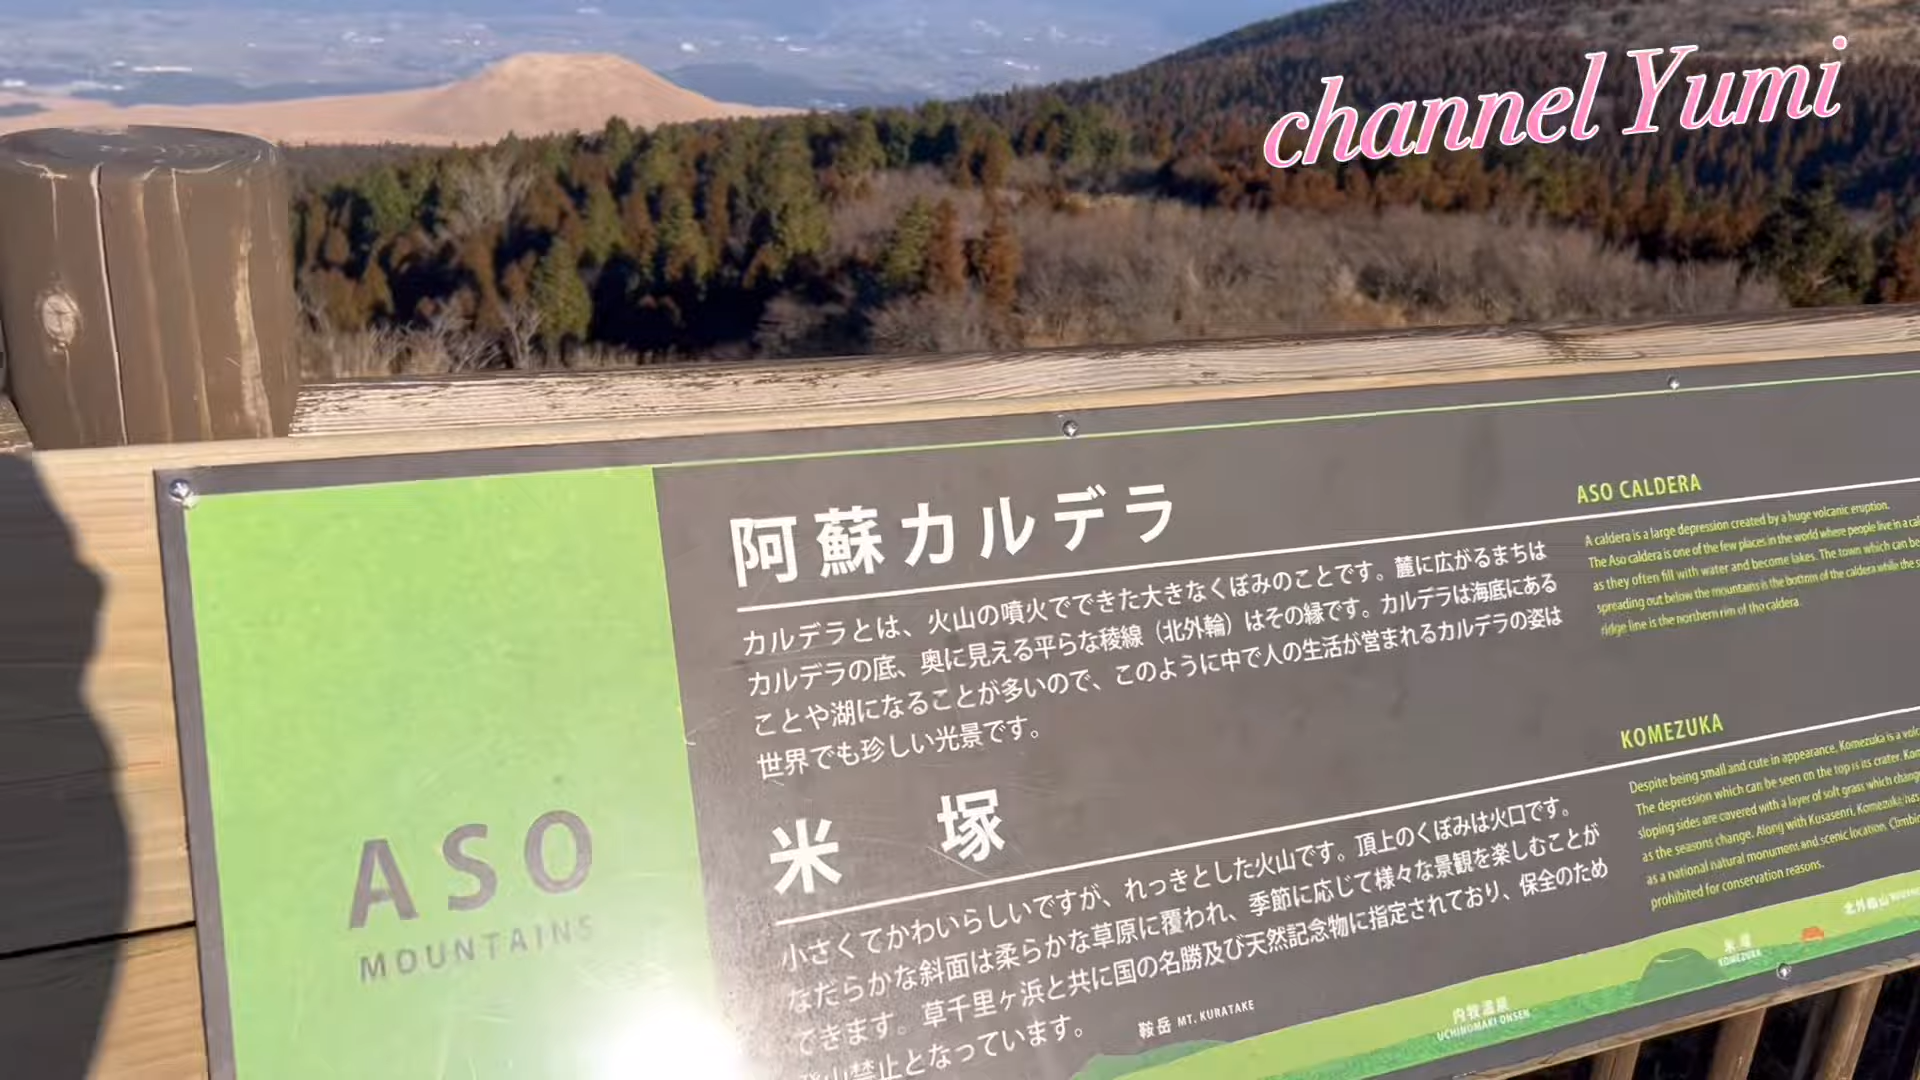 channel Yumi
阿蘇カルデラ
カルデラとは、火山の噴火でできた大きなくぼみのことです。麓に広がるまちは
カルデラの底、奥に見える平らな稜線（北外輪）はその縁です。カルデラは海底にある
ことや湖になることが多いので、このように中で人の生活が営まれるカルデラの姿は
世界でも珍しい光景です。
ASO CALDERA
A caldera is a large depression created by a huge volcanic eruption.
The Aso caldera is one of the few places in the world where people live in a
as they often fill with water and become lakes. The town which can be
spreading out below the mountains is the bottom of the caldera while the
ridge line is the northern rim of the caldera.
米塚
小さくてかわいらしいですが、れっきとした火山です。頂上のくぼみは火口です。
なだらかな斜面は柔らかな草原に覆われ、季節に応じて様々な景観を楽しむことが
できます。草千里ヶ浜と共に国の名勝及び天然記念物に指定されており、保全のため
登山禁止となっています。
KOMEZUKA
Despite being small and cute in appearance, Komezuka is a
The depression which can be seen on the top is its crater.
sloping sides are covered with a layer of soft grass which
as the seasons change. Along with Kusasenri, Komezuka has
as a national natural monument and scenic location.
prohibited for conservation reasons.
ASO
MOUNTAINS
鞍岳 MT. KURATAKE
内牧温泉
UCHINOMAKI ONSEN
米塚
KOMEZUKA
北外輪山